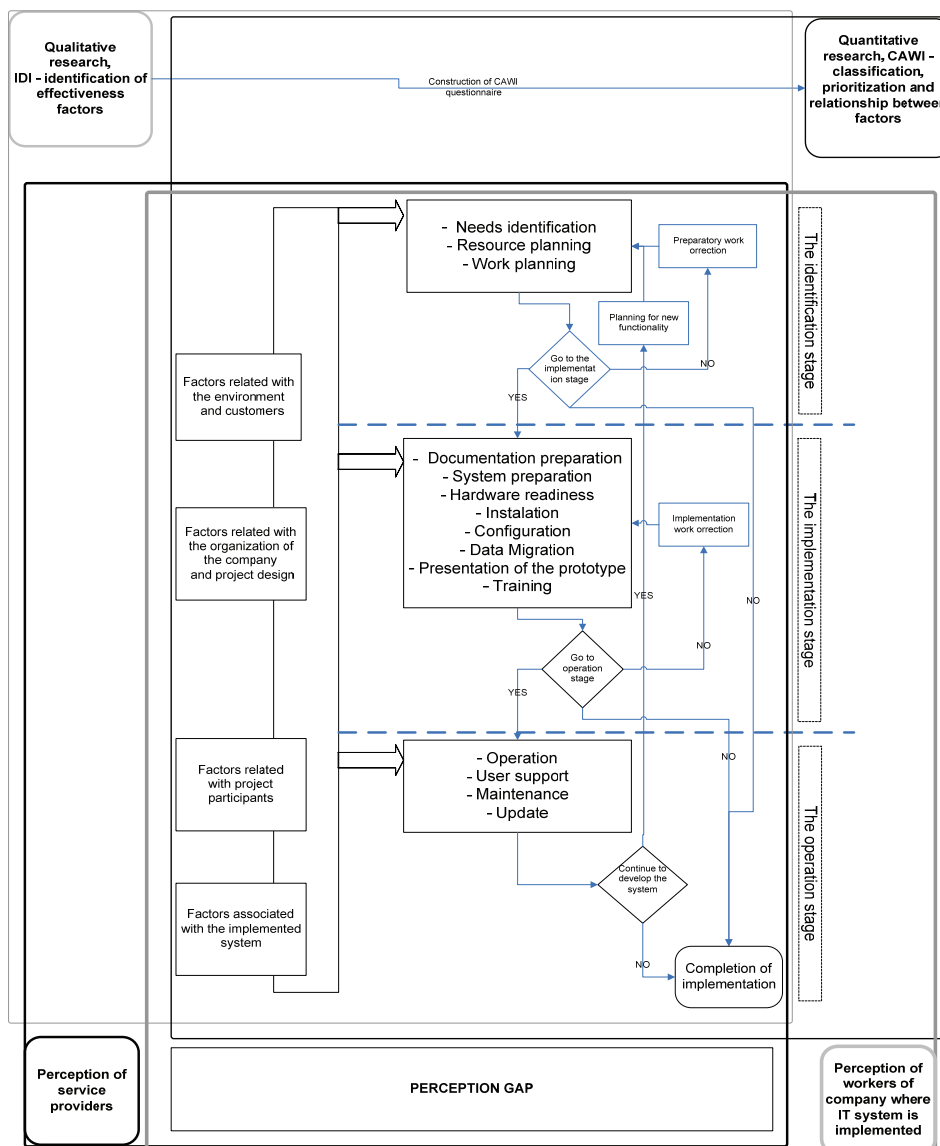 Qualitative
research,
IDI - identification of
effectiveness
factors
Construction of CAWI
questionnaire
Quantitative
research, CAWI -
classification,
prioritization and
relationship between
factors
- Needs identification
- Resource planning
- Work planning
Preparatory work
orrection
Planning for new
functionality
Go to the
implementat
ion stage
NO
YES
The identification stage
Factors related with
the environment
and customers
- Documentation preparation
- System preparation
- Hardware readiness
- Instalation
- Configuration
- Data Migration
- Presentation of the prototype
- Training
Implementation
work orrection
Factors related with
the organization of
the company
and project design
YES
NO
NO
Go to
operation
stage
YES
The implementation stage
NO
Factors related
with project
participants
- Operation
- User support
- Maintenance
- Update
Continue to
develop the
system
The operation stage
Factors associated
with the implemented
system
NO
Completion of
implementation
Perception of
service
providers
PERCEPTION GAP
Perception of
workers of
company where
IT system is
implemented